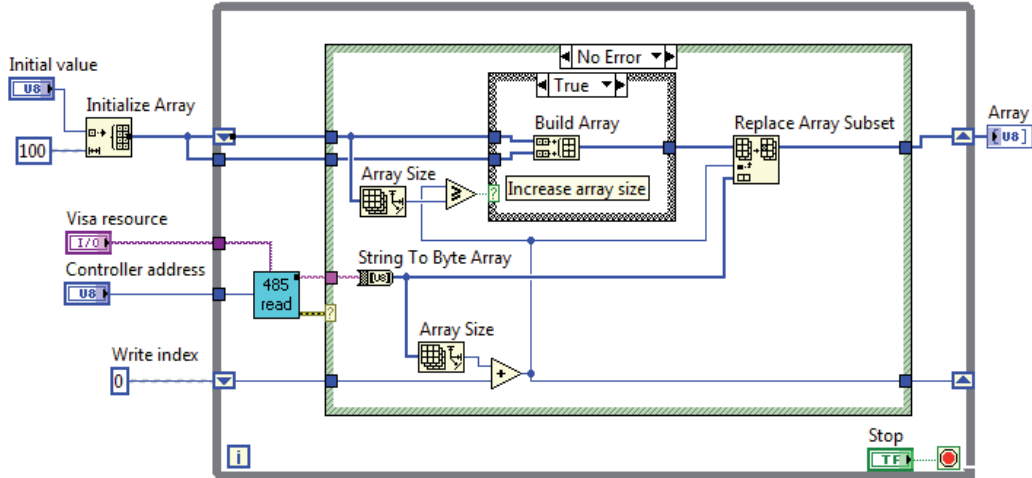 No Error
Initial value
True
U8
Initialize Array
Build Array
Replace Array Subset
Array
U8
100
Array Size
Increase array size
?
Visa resource
I/O
String To Byte Array
Controller address
U8
U8
485
read
?
Array Size
Write index
0
+
i
Stop
TF